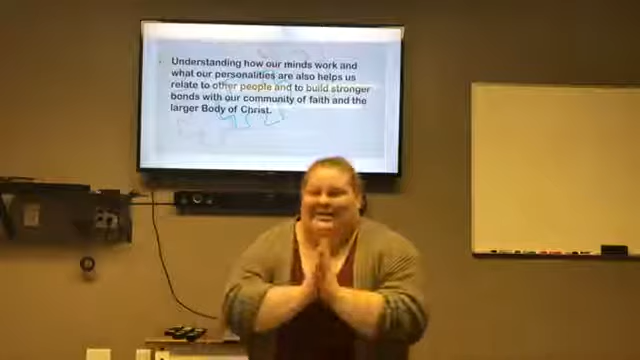 Understanding how our minds work and
what our personalities are also helps us
relate to other people and to build stronger
bonds with our community of faith and the
larger Body of Christ.